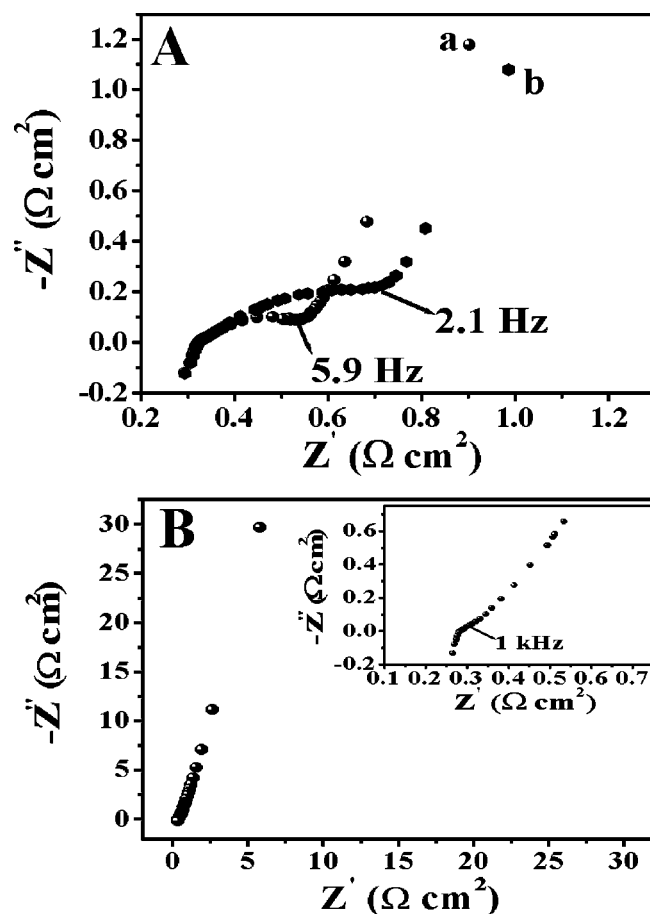 A
a
b
1.2
1.0
0.8
0.6
0.4
0.2
0.0
-0.2
-Z'' (Ω cm²)
2.1 Hz
5.9 Hz
0.2 0.4 0.6 0.8 1.0 1.2
Z' (Ω cm²)
B
30
25
20
15
10
5
0
-Z'' (Ω cm²)
0.6
0.4
0.2
0.0
-0.2
-Z'' (Ωcm²)
1 kHz
0.1 0.2 0.3 0.4 0.5 0.6 0.7
Z' (Ω cm²)
0 5 10 15 20 25 30
Z' (Ω cm²)